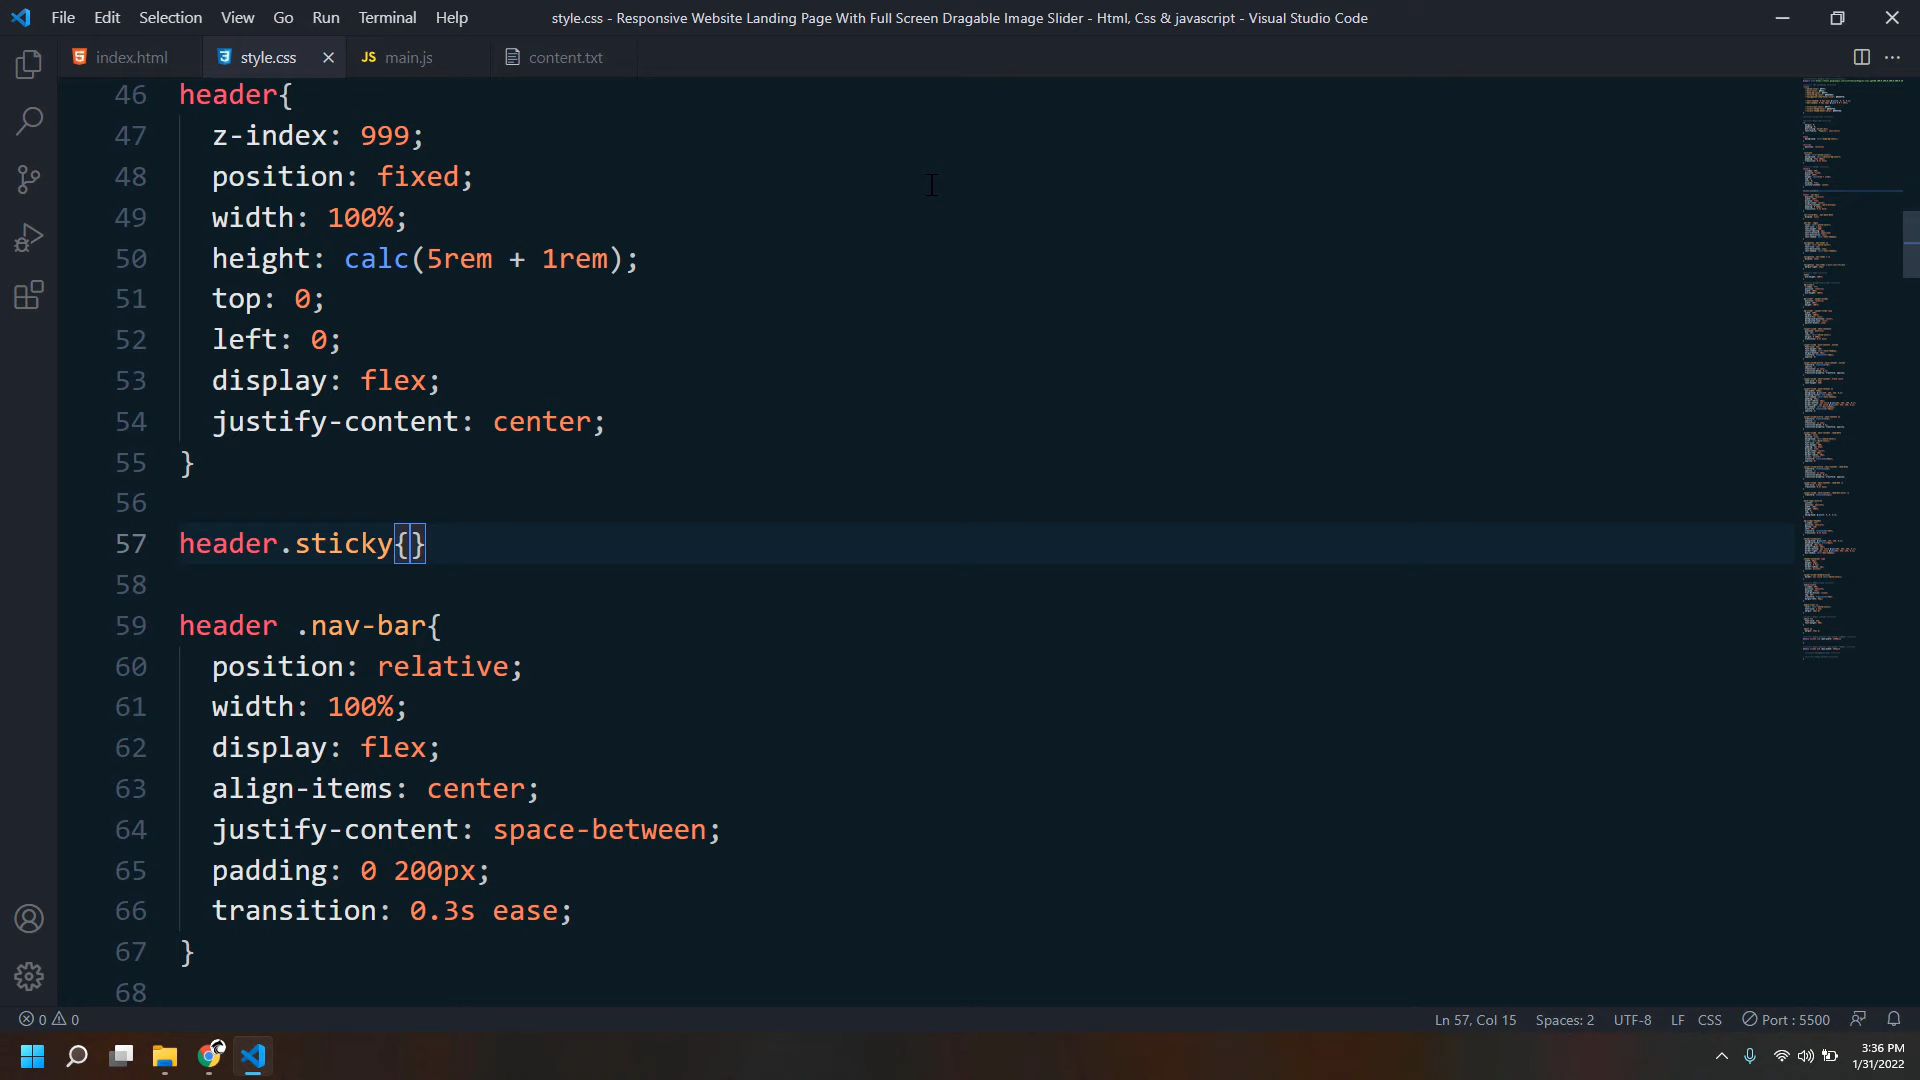 File Edit Selection View Go Run Terminal Help
style.css - Responsive Website Landing Page With Full Screen Dragable Image Slider - Html, Css & javascript - Visual Studio Code
index.html style.css JS main.js content.txt
46 header{
47 z-index: 999;
48 position: fixed;
49 width: 100%;
50 height: calc(5rem + 1rem);
51 top: 0;
52 left: 0;
53 display: flex;
54 justify-content: center;
55 }
56
57 header.sticky{}
58
59 header .nav-bar{
60 position: relative;
61 width: 100%;
62 display: flex;
63 align-items: center;
64 justify-content: space-between;
65 padding: 0 200px;
66 transition: 0.3s ease;
67 }
68
0 0 Ln 57, Col 15 Spaces: 2 UTF-8 LF CSS Port : 5500
3:36 PM
1/31/2022